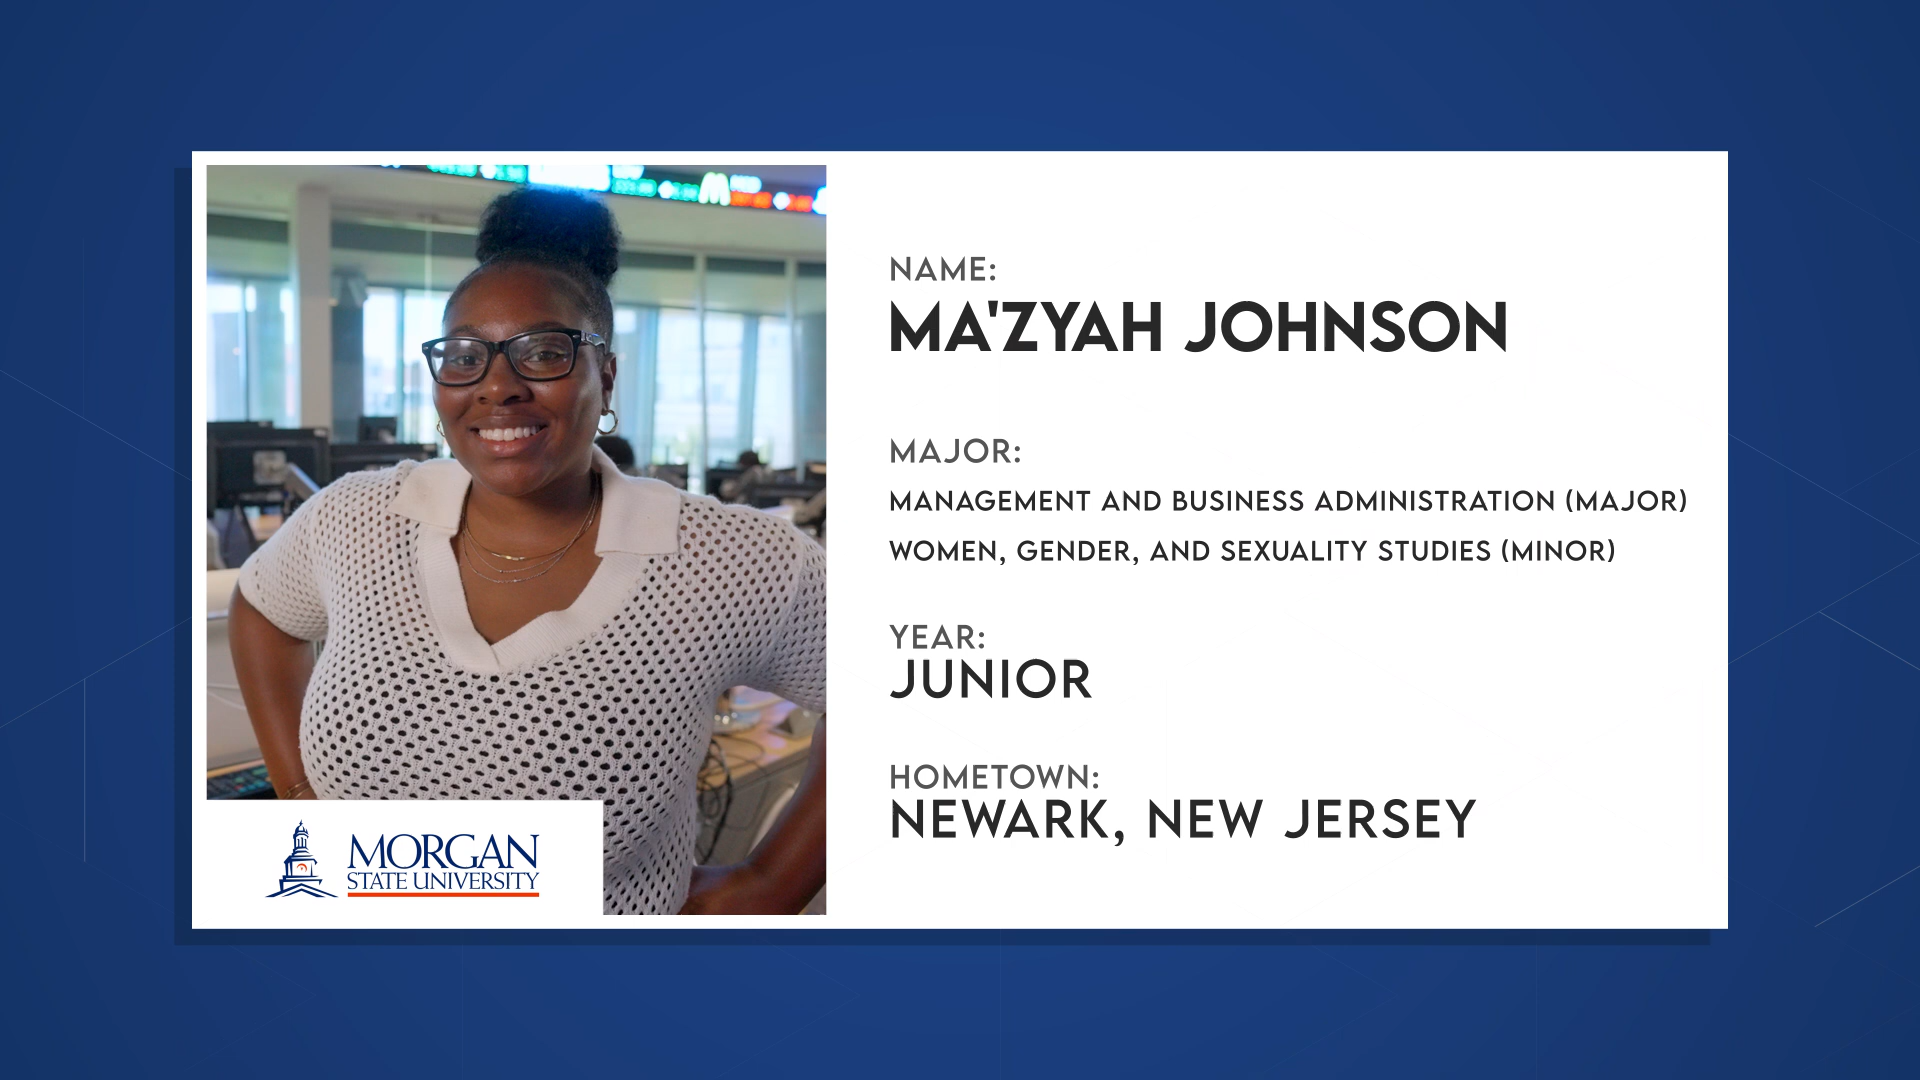 NAME:
MA'ZYAH JOHNSON
MAJOR:
MANAGEMENT AND BUSINESS ADMINISTRATION (MAJOR)
WOMEN, GENDER, AND SEXUALITY STUDIES (MINOR)
YEAR:
JUNIOR
HOMETOWN:
NEWARK, NEW JERSEY
MORGAN
STATE UNIVERSITY